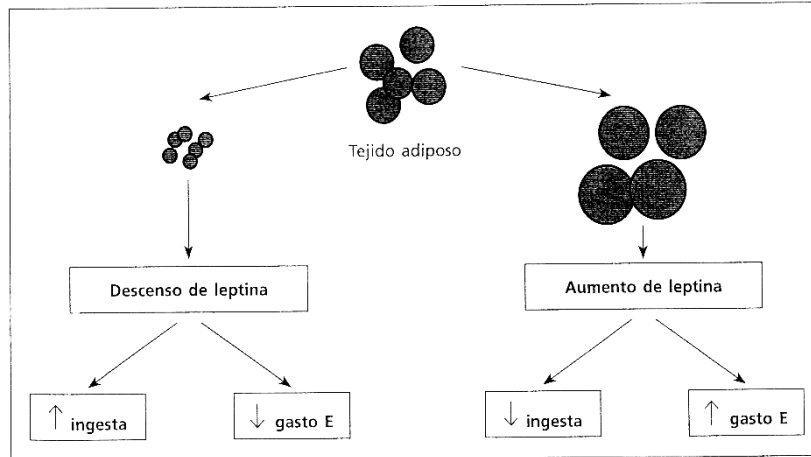 Tejido adiposo
Descenso de leptina
Aumento de leptina
↑ ingesta
↓ gasto E
↓ ingesta
↑ gasto E